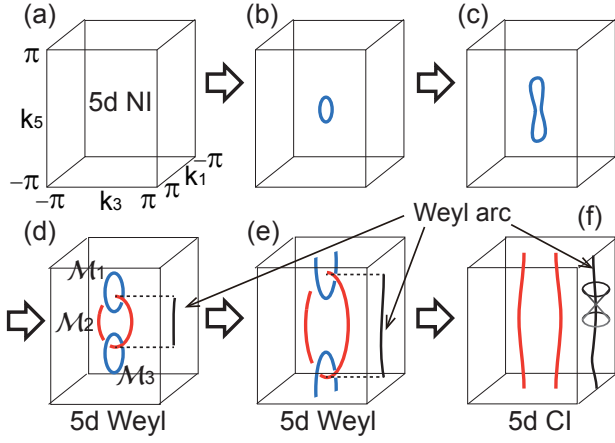 (a)
(b)
(c)
π
5d NI
k5
−π
−π
k3
π
π
k1
−π
Weyl arc
(d)
(e)
(f)
M1
M2
M3
5d Weyl
5d Weyl
5d CI